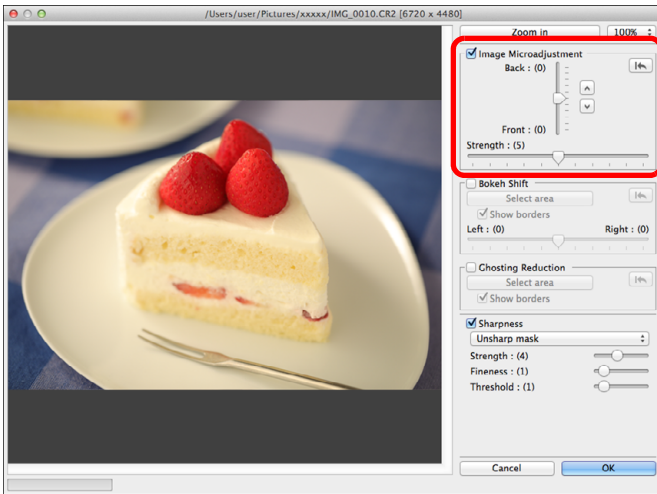 /Users/user/Pictures/xxxxx/IMG_0010.CR2 [6720 x 4480]
Zoom in 100%
Image Microadjustment
Back : (0)
Front : (0)
Strength : (5)
Bokeh Shift
Select area
Show borders
Left : (0) Right : (0)
Ghosting Reduction
Select area
Show borders
Sharpness
Unsharp mask
Strength : (4)
Fineness : (1)
Threshold : (1)
Cancel OK